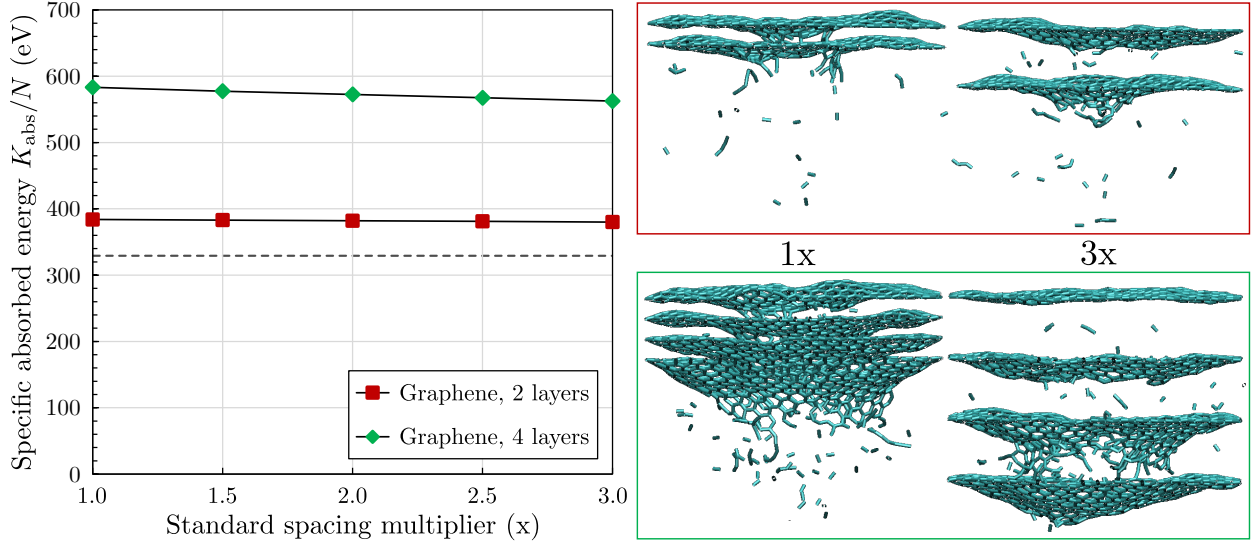 Specific absorbed energy K_abs/N (eV)
700
600
500
400
300
200
100
0
Graphene, 2 layers
Graphene, 4 layers
1.0 1.5 2.0 2.5 3.0
Standard spacing multiplier (x)
1x 3x